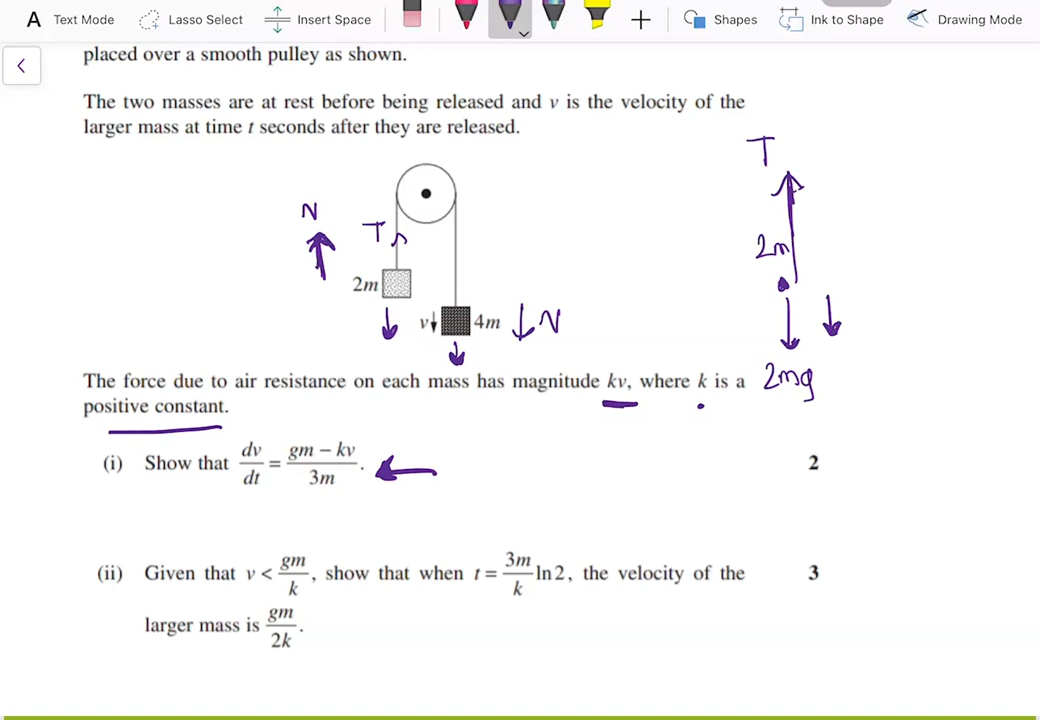 A Text Mode Lasso Select Insert Space Shapes Ink to Shape Drawing Mode
placed over a smooth pulley as shown.
The two masses are at rest before being released and v is the velocity of the
larger mass at time t seconds after they are released.
T
N
T
2m
2m
v
4m
N
The force due to air resistance on each mass has magnitude kv, where k is a
2mg
positive constant.
(i) Show that dv/dt = (gm − kv)/3m. 2
(ii) Given that v < gm/k, show that when t = 3m/k ln 2, the velocity of the 3
larger mass is gm/2k.